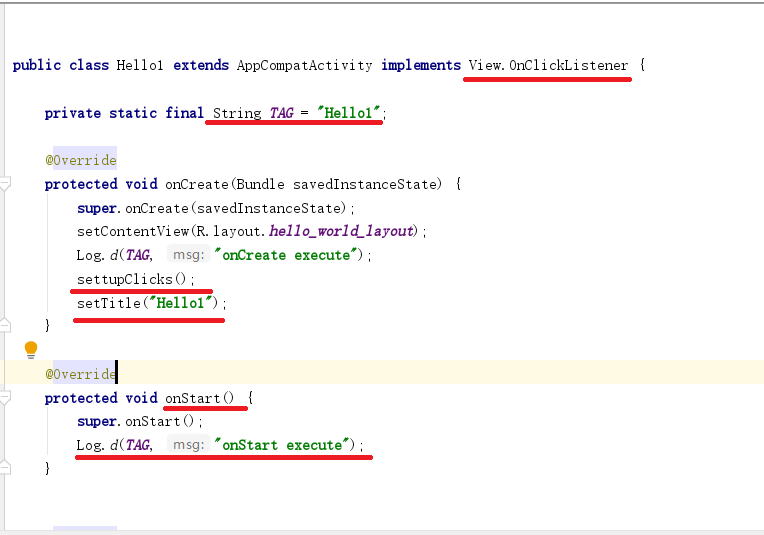 public class Hello1 extends AppCompatActivity implements View.OnClickListener {
private static final String TAG = "Hello1";
@Override
protected void onCreate(Bundle savedInstanceState) {
super.onCreate(savedInstanceState);
setContentView(R.layout.hello_world_layout);
Log.d(TAG, msg: "onCreate execute");
settupClicks();
setTitle("Hello1");
}
@Override
protected void onStart() {
super.onStart();
Log.d(TAG, msg: "onStart execute");
}